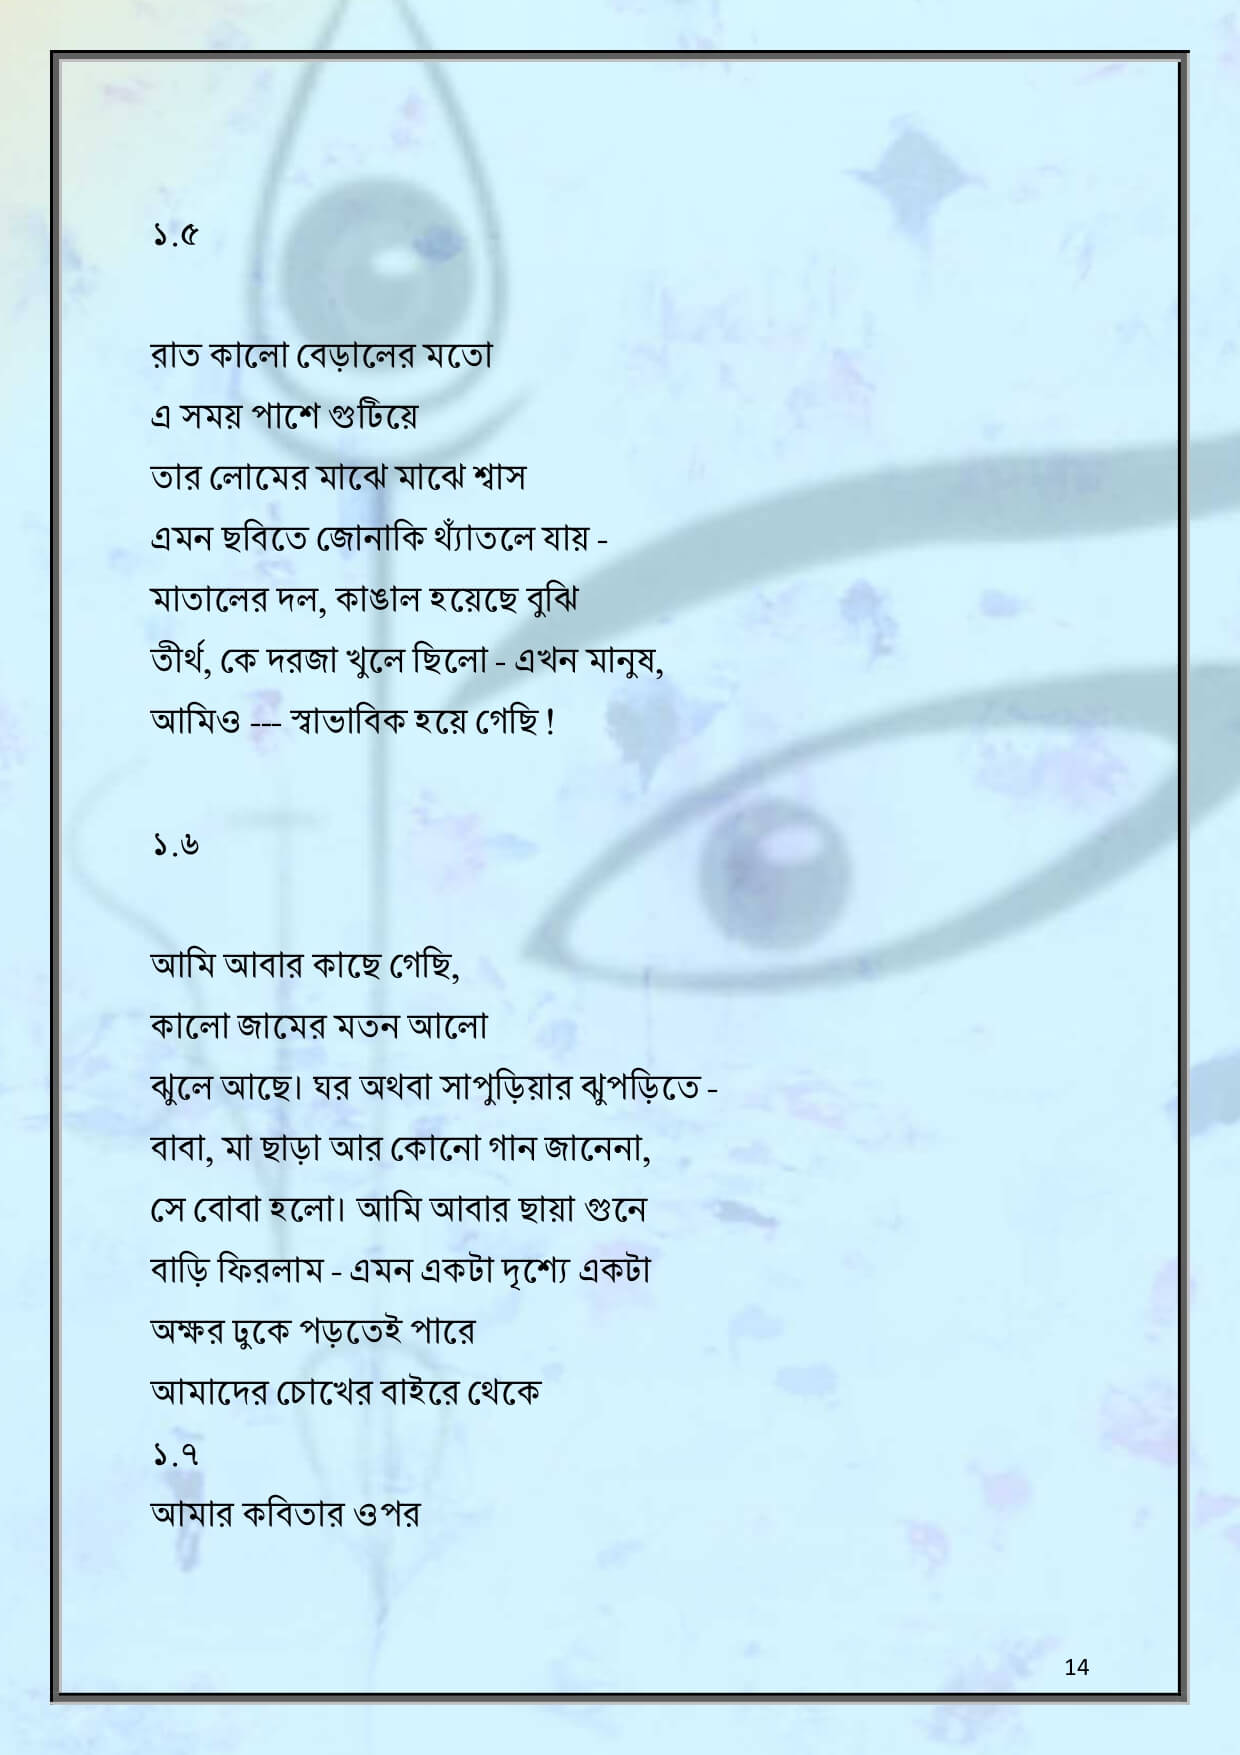 ১.৫
রাত কালো বেড়ালের মতো
এ সময় পাশে গুটিয়ে
তার লোমের মাঝে মাঝে শ্বাস
এমন ছবিতে জোনাকি থ্যাঁতলে যায় -
মাতালের দল, কাঙাল হয়েছে বুঝি
তীর্থ, কে দরজা খুলে ছিলো - এখন মানুষ,
আমিও --- স্বাভাবিক হয়ে গেছি !
১.৬
আমি আবার কাছে গেছি,
কালো জামের মতন আলো
ঝুলে আছে। ঘর অথবা সাপুড়িয়ার ঝুপড়িতে -
বাবা, মা ছাড়া আর কোনো গান জানেনা,
সে বোবা হলো। আমি আবার ছায়া গুনে
বাড়ি ফিরলাম - এমন একটা দৃশ্যে একটা
অক্ষর ঢুকে পড়তেই পারে
আমাদের চোখের বাইরে থেকে
১.৭
আমার কবিতার ওপর
14